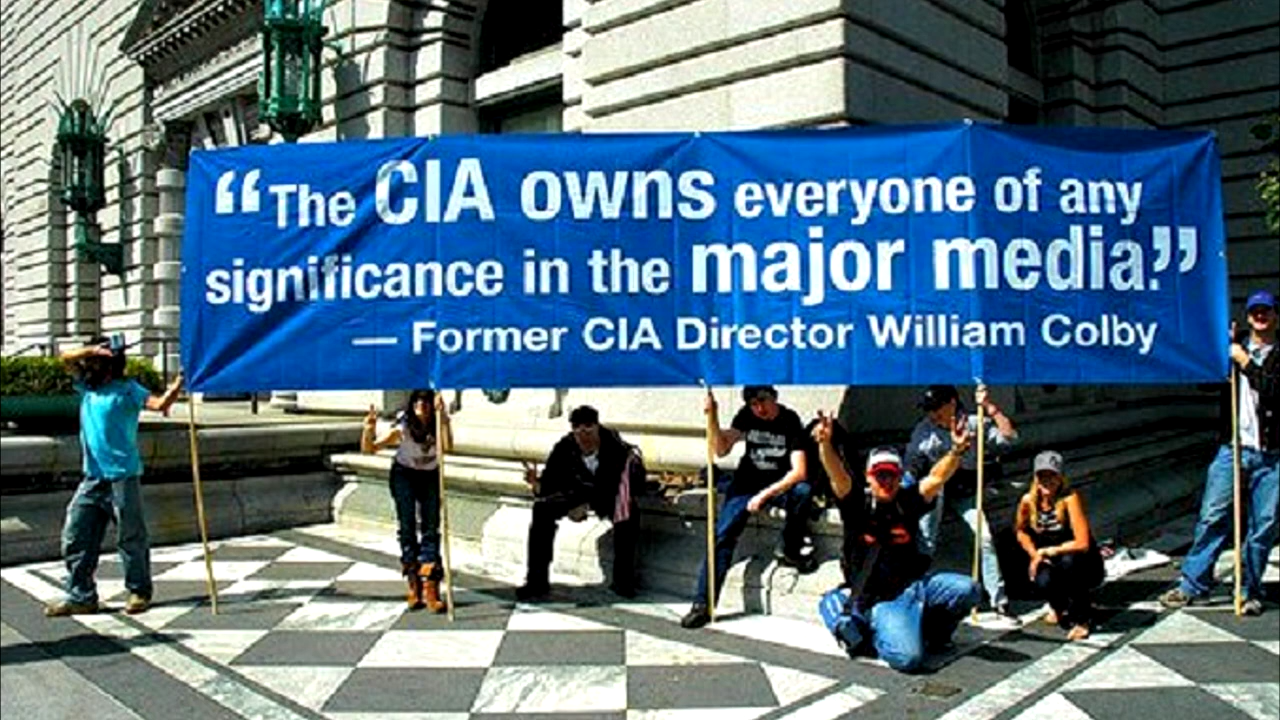 “The CIA owns everyone of any
significance in the major media.”
— Former CIA Director William Colby